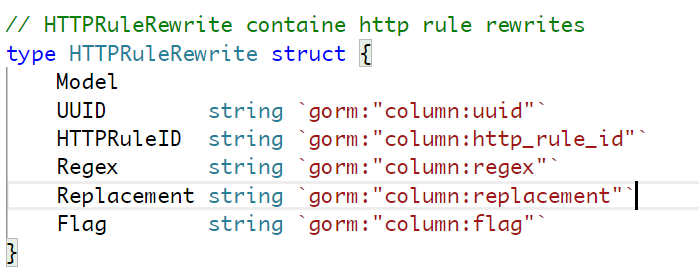 // HTTPRuleRewrite containe http rule rewrites
type HTTPRuleRewrite struct {
    Model
    UUID        string `gorm:"column:uuid"`
    HTTPRuleID  string `gorm:"column:http_rule_id"`
    Regex       string `gorm:"column:regex"`
    Replacement string `gorm:"column:replacement"`
    Flag        string `gorm:"column:flag"`
}